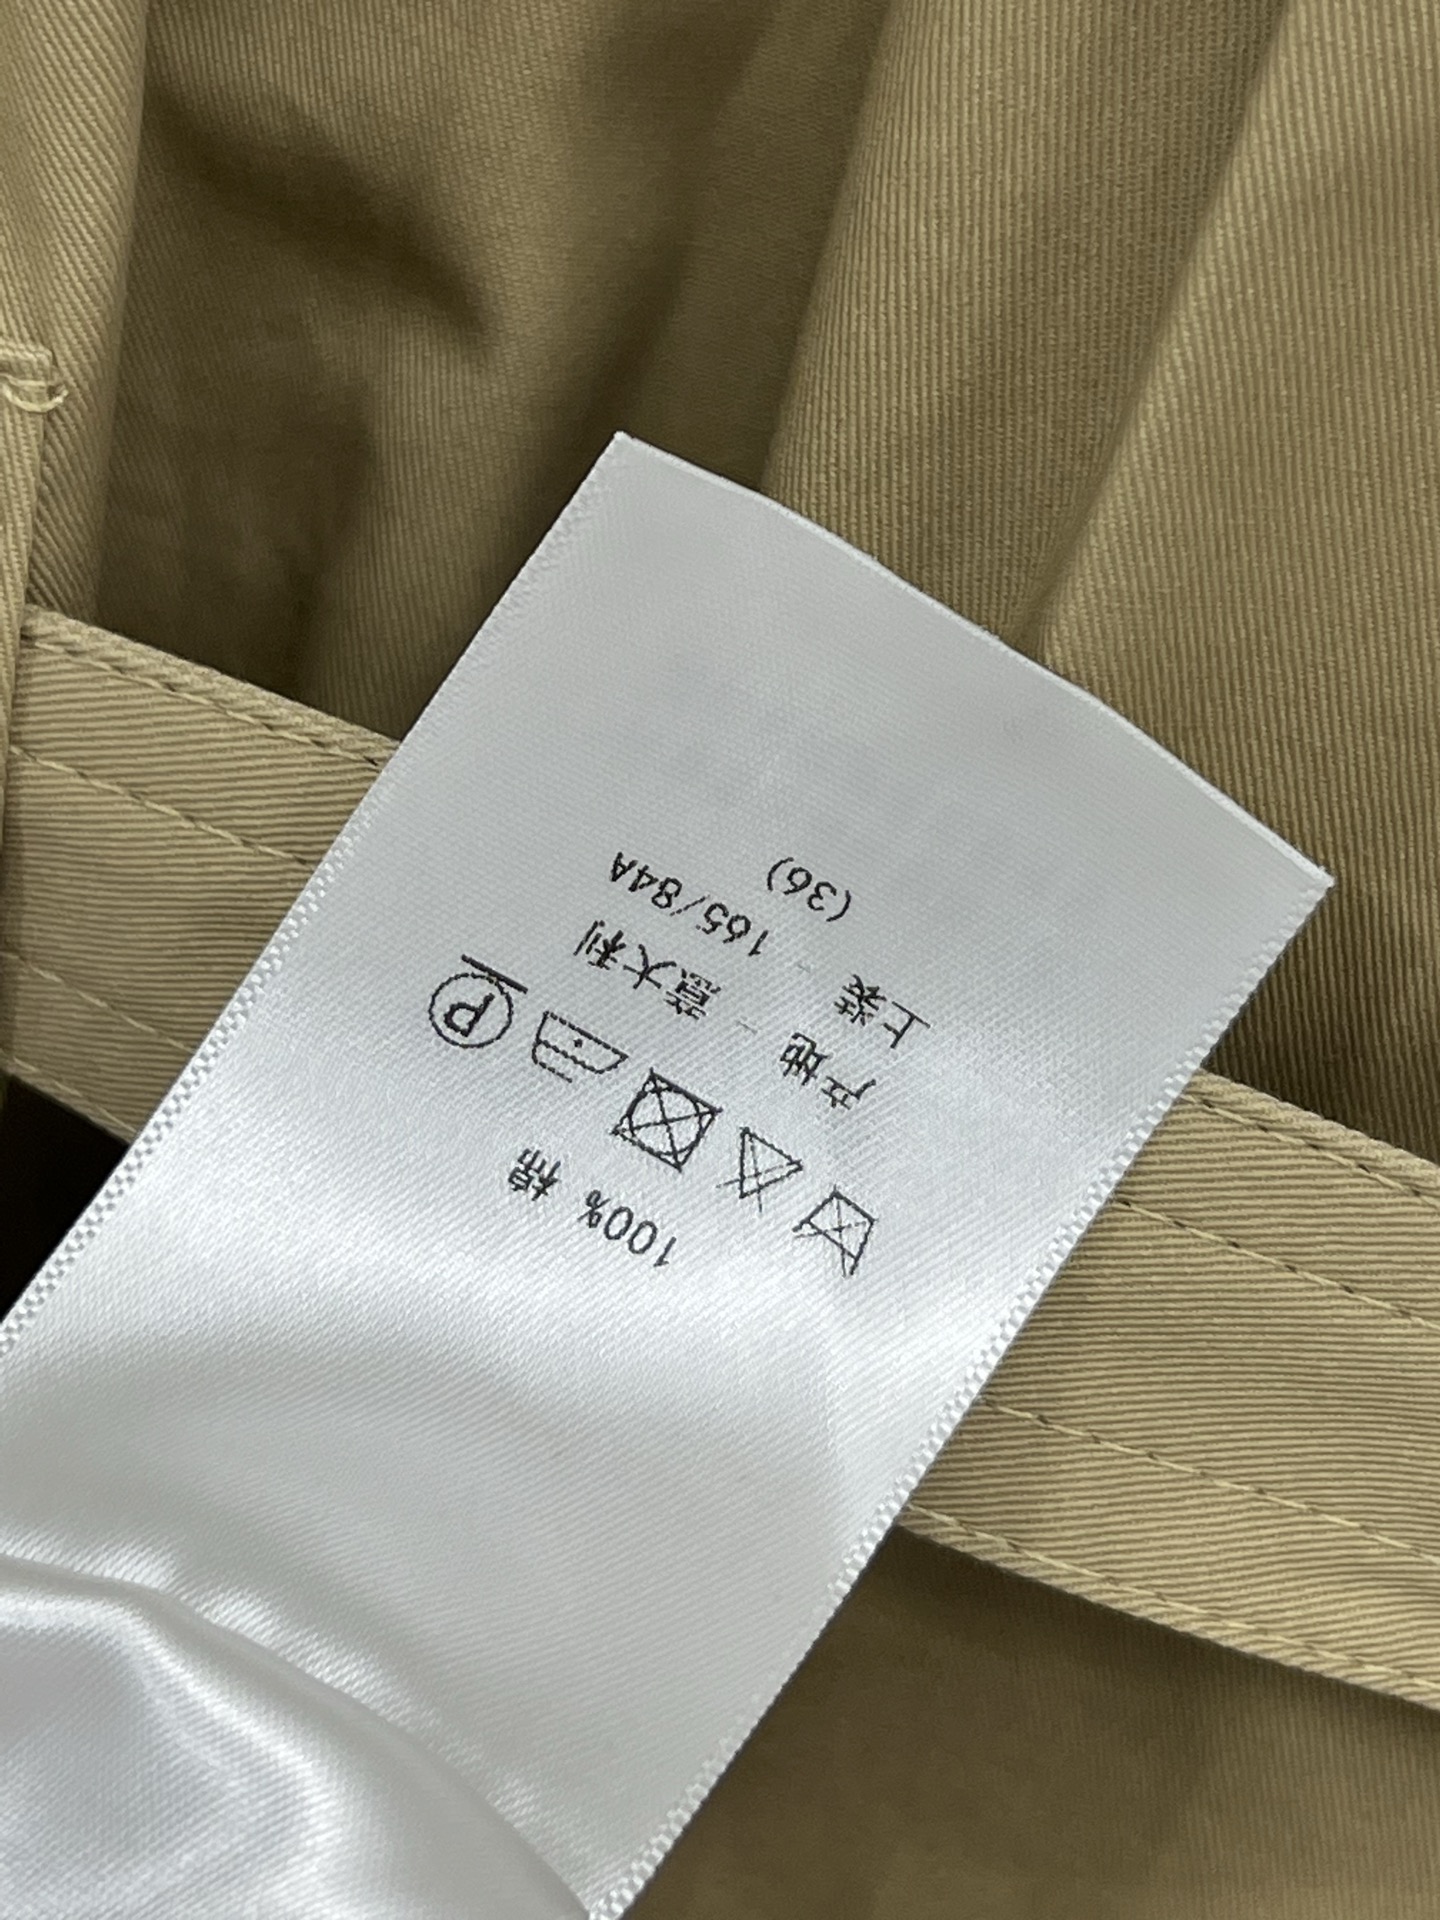 100% 棉
产地 - 意大利
上装 - 165/84A
(36)